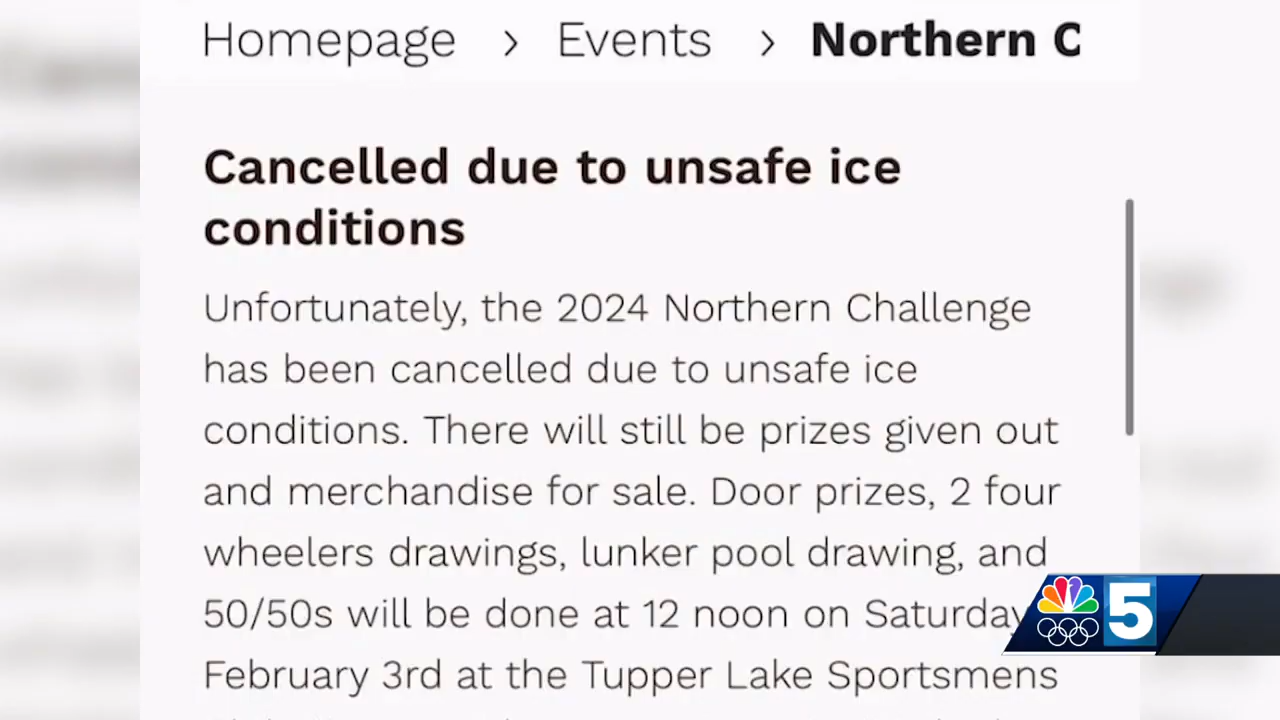 Homepage > Events > Northern C
Cancelled due to unsafe ice
conditions
Unfortunately, the 2024 Northern Challenge
has been cancelled due to unsafe ice
conditions. There will still be prizes given out
and merchandise for sale. Door prizes, 2 four
wheelers drawings, lunker pool drawing, and
50/50s will be done at 12 noon on Saturday
February 3rd at the Tupper Lake Sportsmens
5